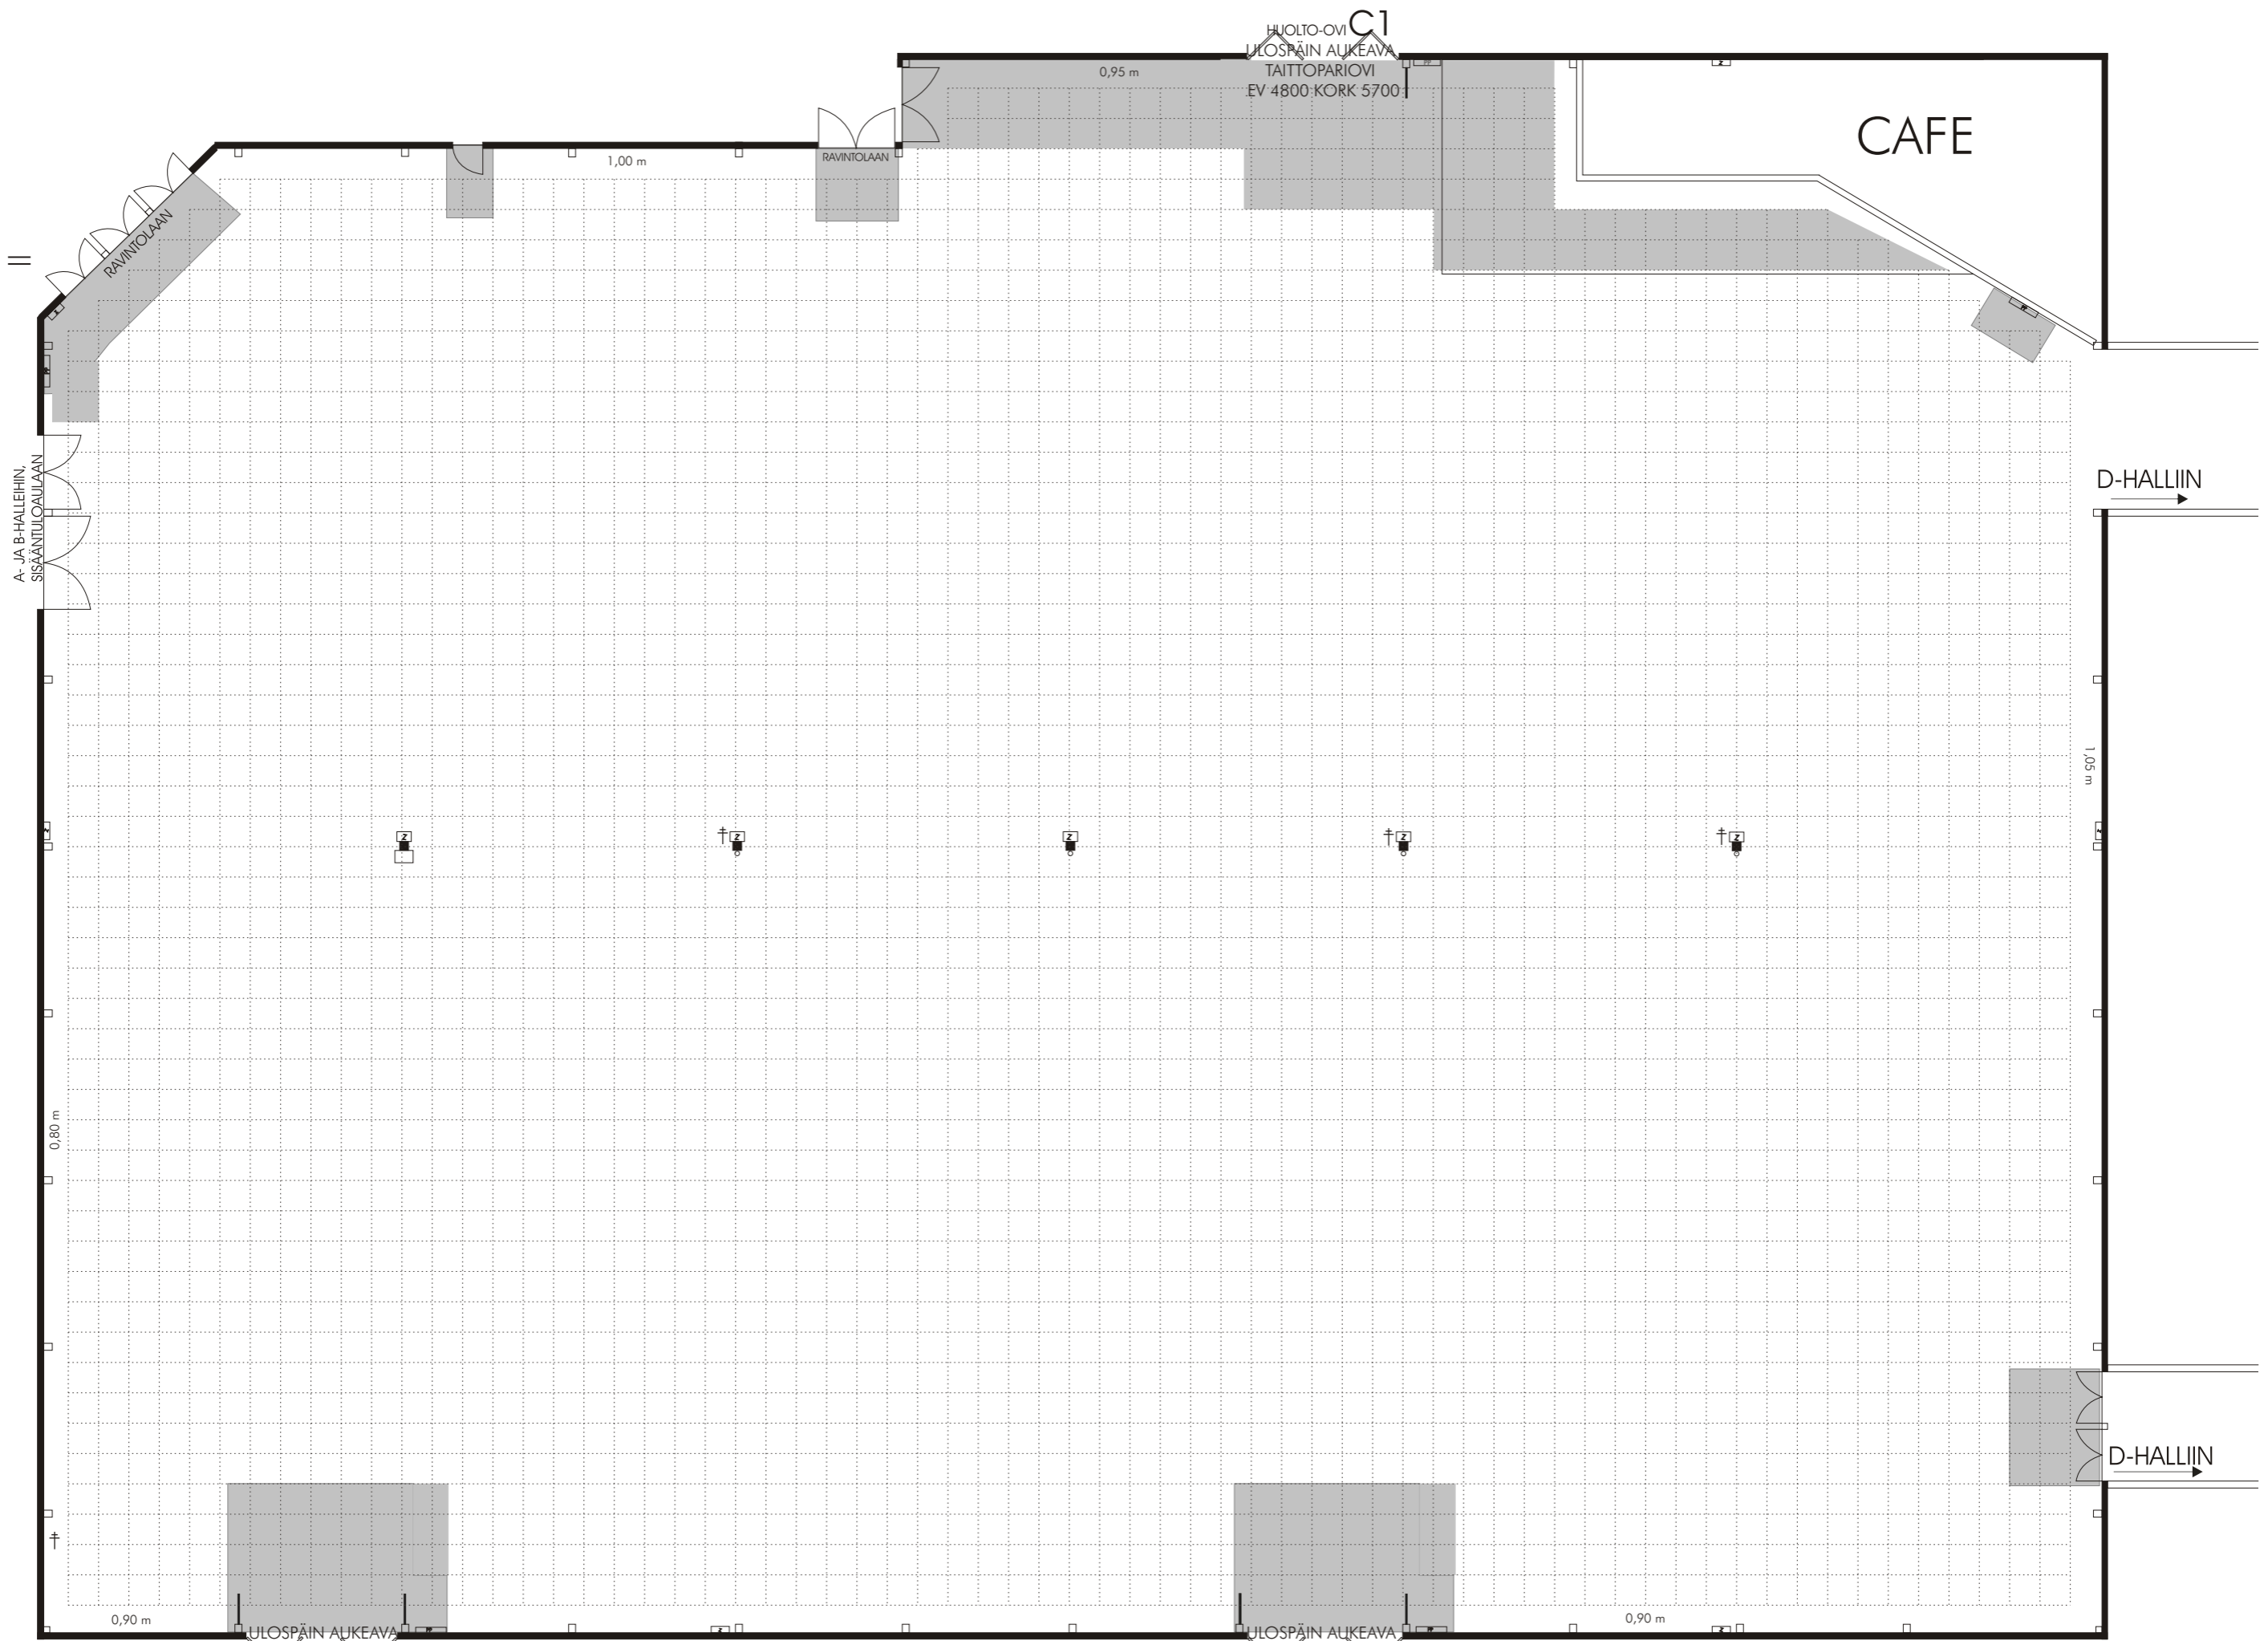 HUOLTO-OVI C1
ULOSPÄIN AUKEAVA
TAITTOPARIOVI
EV 4800 KORK 5700
0,95 m
CAFE
1,00 m
RAVINTOLAAN
RAVINTOLAAN
A- JA B-HALLEIHIN,
SISÄÄNTULOAULAAN
D-HALLIIN
1,05 m
0,80 m
D-HALLIIN
0,90 m
ULOSPÄIN AUKEAVA
ULOSPÄIN AUKEAVA
0,90 m